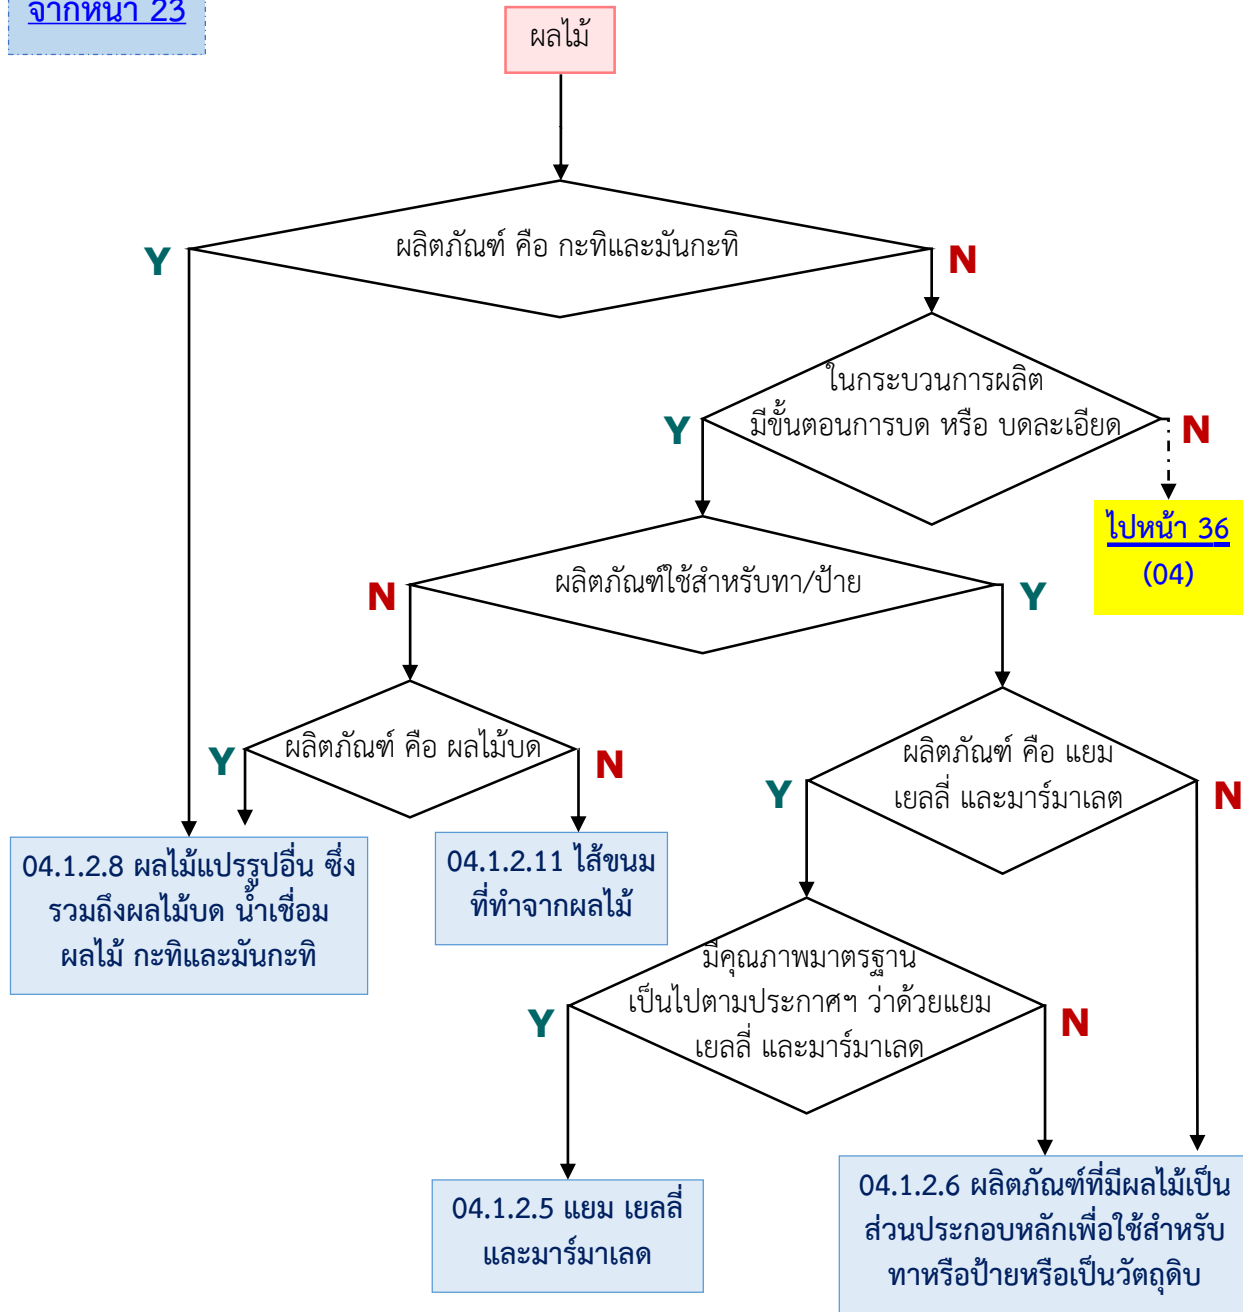 จากหน้า 23
ผลไม้
ผลิตภัณฑ์ คือ กะทิและมันกะทิ
Y
N
ในกระบวนการผลิต
มีขั้นตอนการบด หรือ บดละเอียด
Y
N
ไปหน้า 36
(04)
ผลิตภัณฑ์ใช้สำหรับทา/ป้าย
N
Y
ผลิตภัณฑ์ คือ ผลไม้บด
Y
N
ผลิตภัณฑ์ คือ แยม
เยลลี่ และมาร์มาเลต
Y
N
04.1.2.8 ผลไม้แปรรูปอื่น ซึ่ง
รวมถึงผลไม้บด น้ำเชื่อม
ผลไม้ กะทิและมันกะทิ
04.1.2.11 ไส้ขนม
ที่ทำจากผลไม้
มีคุณภาพมาตรฐาน
เป็นไปตามประกาศฯ ว่าด้วยแยม
เยลลี่ และมาร์มาเลด
Y
N
04.1.2.5 แยม เยลลี่
และมาร์มาเลด
04.1.2.6 ผลิตภัณฑ์ที่มีผลไม้เป็น
ส่วนประกอบหลักเพื่อใช้สำหรับ
ทาหรือป้ายหรือเป็นวัตถุดิบ